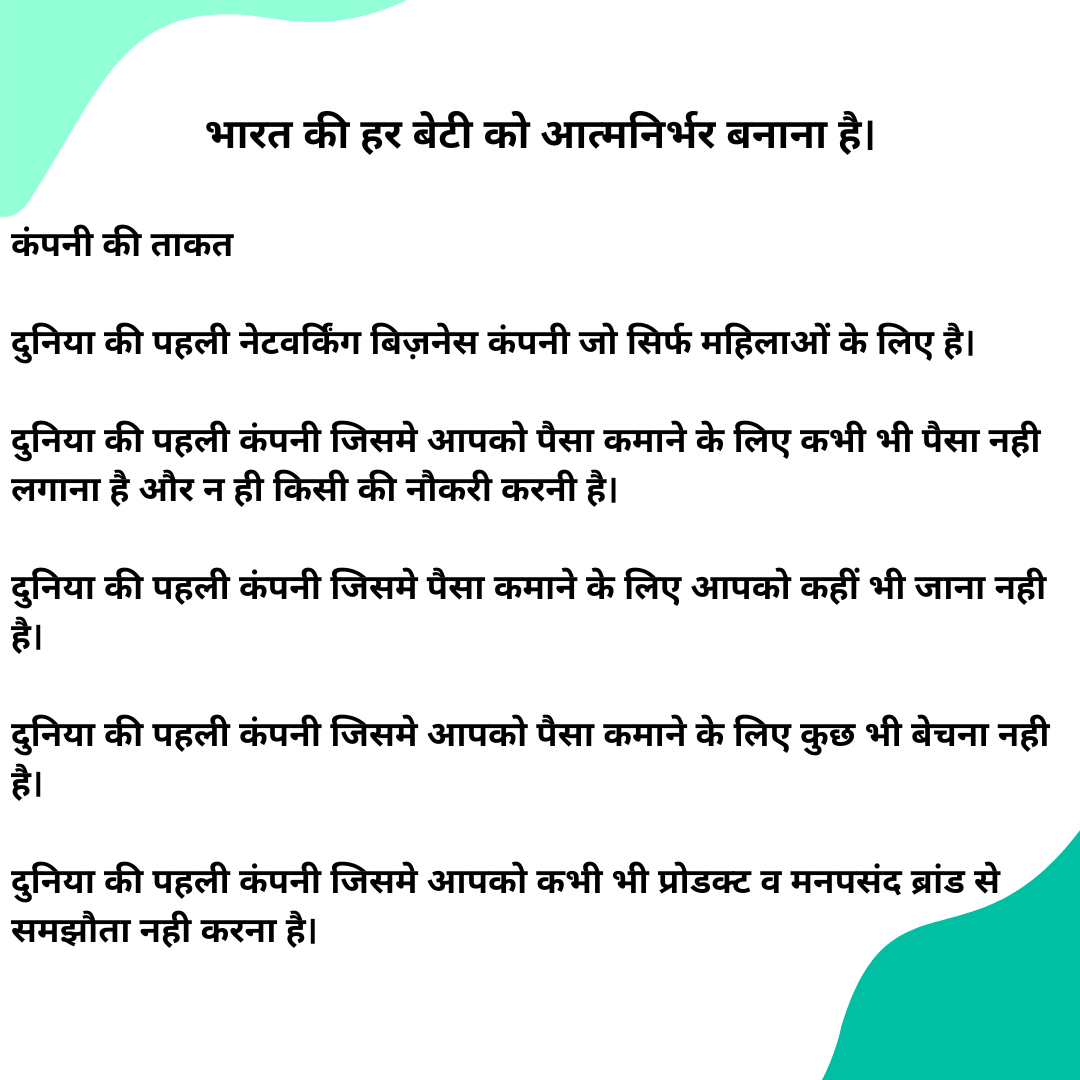 भारत की हर बेटी को आत्मनिर्भर बनाना है।
कंपनी की ताकत
दुनिया की पहली नेटवर्किंग बिज़नेस कंपनी जो सिर्फ महिलाओं के लिए है।
दुनिया की पहली कंपनी जिसमे आपको पैसा कमाने के लिए कभी भी पैसा नही
लगाना है और न ही किसी की नौकरी करनी है।
दुनिया की पहली कंपनी जिसमे पैसा कमाने के लिए आपको कहीं भी जाना नही
है।
दुनिया की पहली कंपनी जिसमे आपको पैसा कमाने के लिए कुछ भी बेचना नही
है।
दुनिया की पहली कंपनी जिसमे आपको कभी भी प्रोडक्ट व मनपसंद ब्रांड से
समझौता नही करना है।